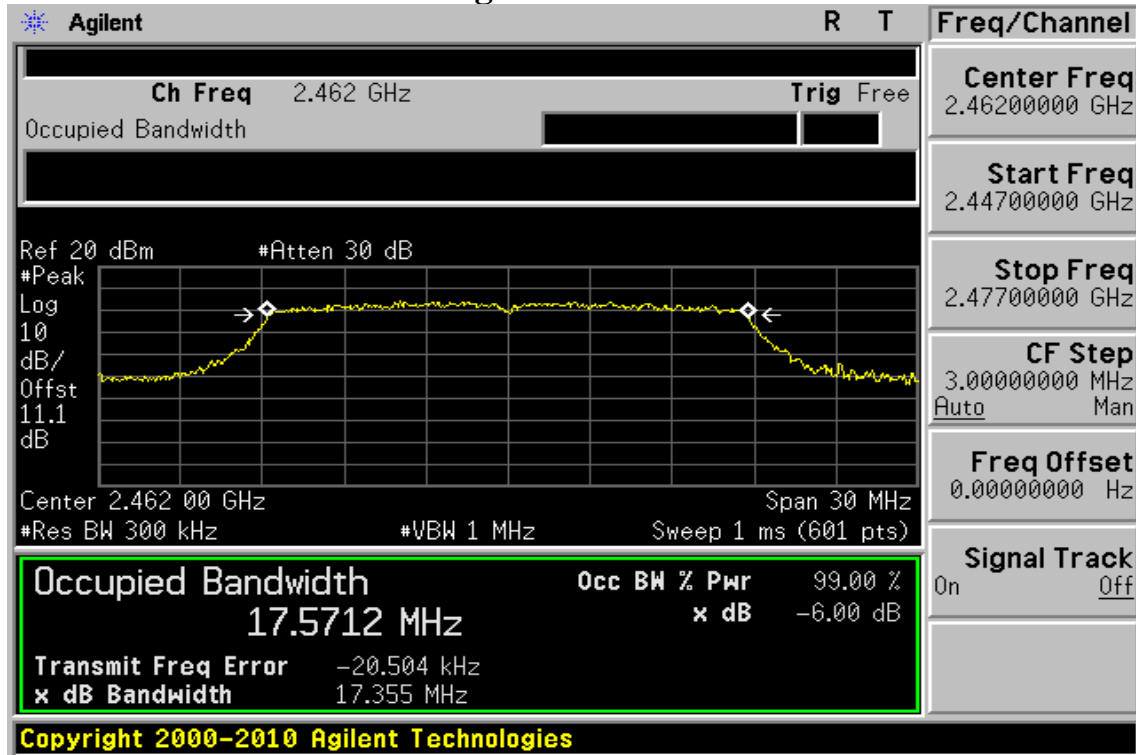 Agilent R T
Freq/Channel
Ch Freq 2.462 GHz Trig Free
Occupied Bandwidth
Center Freq
2.46200000 GHz
Start Freq
2.44700000 GHz
Stop Freq
2.47700000 GHz
CF Step
3.00000000 MHz
Auto Man
Freq Offset
0.00000000 Hz
Signal Track
On Off
Ref 20 dBm #Atten 30 dB
#Peak
Log
10
dB/
Offst
11.1
dB
Center 2.462 00 GHz Span 30 MHz
#Res BW 300 kHz #VBW 1 MHz Sweep 1 ms (601 pts)
Occupied Bandwidth Occ BW % Pwr 99.00 %
17.5712 MHz x dB -6.00 dB
Transmit Freq Error -20.504 kHz
x dB Bandwidth 17.355 MHz
Copyright 2000-2010 Agilent Technologies